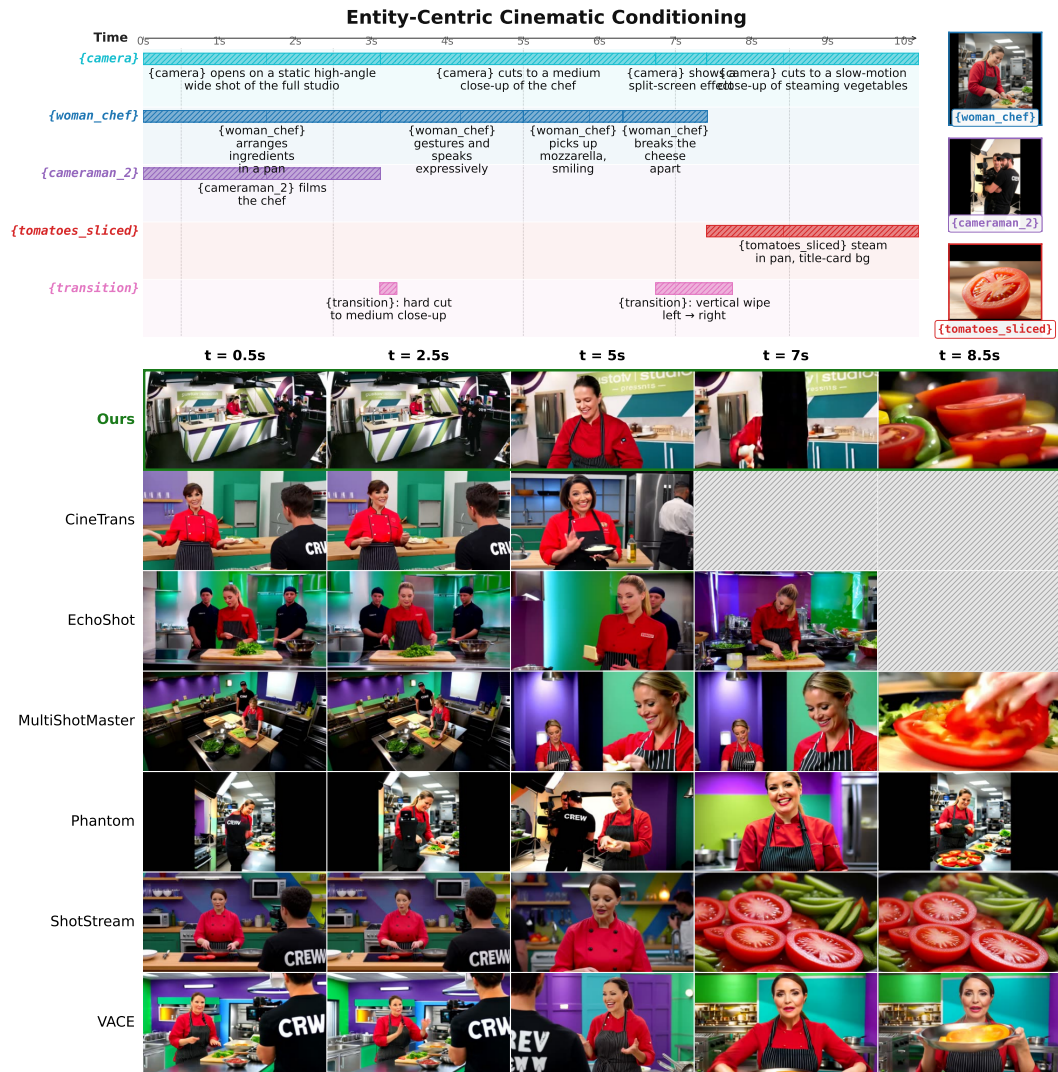 Entity-Centric Cinematic Conditioning
Time
0s 1s 2s 3s 4s 5s 6s 7s 8s 9s 10s
{camera}
{camera} opens on a static high-angle
wide shot of the full studio
{camera} cuts to a medium
close-up of the chef
{camera} shows a
split-screen effect
{camera} cuts to a slow-motion
close-up of steaming vegetables
{woman_chef}
{woman_chef}
arranges
ingredients
in a pan
{woman_chef}
gestures and
speaks
expressively
{woman_chef}
picks up
mozzarella,
smiling
{woman_chef}
breaks the
cheese
apart
{woman_chef}
{cameraman_2}
{cameraman_2} films
the chef
{cameraman_2}
{tomatoes_sliced}
{tomatoes_sliced} steam
in pan, title-card bg
{transition}
{transition}: hard cut
to medium close-up
{transition}: vertical wipe
left → right
{tomatoes_sliced}
t = 0.5s
t = 2.5s
t = 5s
t = 7s
t = 8.5s
Ours
CineTrans
CRV
EchoShot
MultiShotMaster
Phantom
CREW
CREW
ShotStream
CREW
CREW
VACE
CRW
CRW
REV